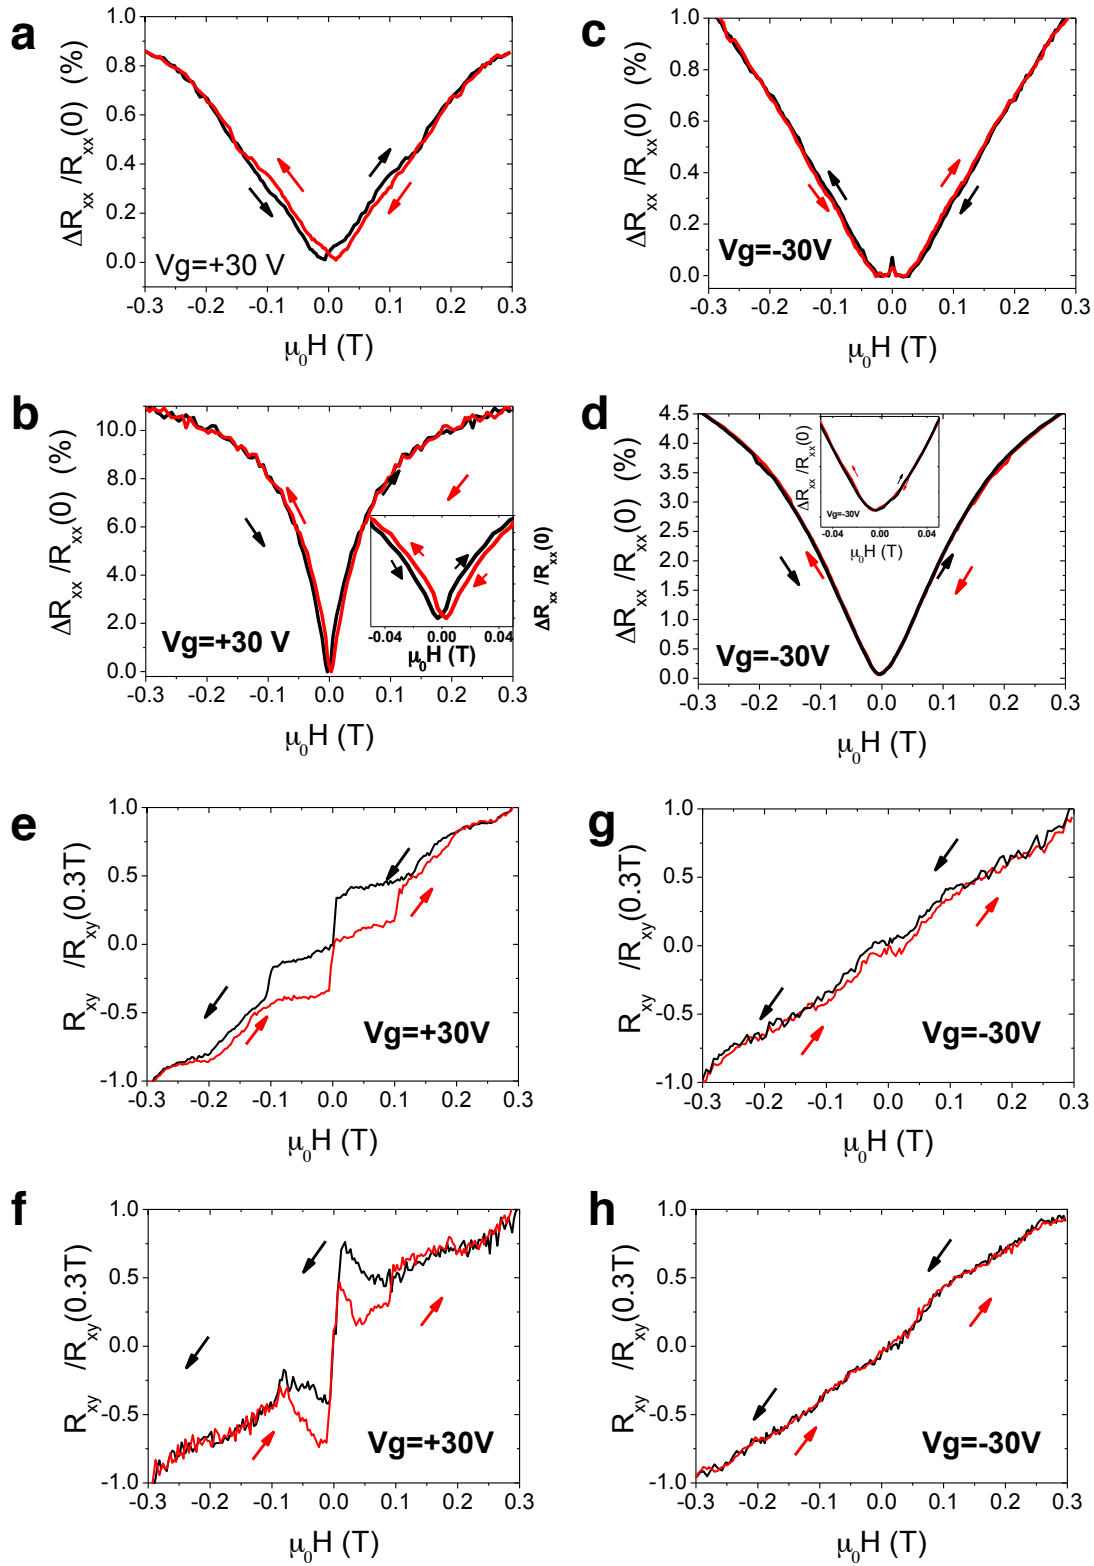 a
ΔRxx /Rxx(0) (%)
1.0
0.8
0.6
0.4
0.2
0.0
Vg=+30 V
-0.3 -0.2 -0.1 0.0 0.1 0.2 0.3
μ0H (T)
c
ΔRxx /Rxx(0) (%)
1.0
0.8
0.6
0.4
0.2
0.0
Vg=-30V
-0.3 -0.2 -0.1 0.0 0.1 0.2 0.3
μ0H (T)
b
ΔRxx /Rxx(0) (%)
10.0
8.0
6.0
4.0
2.0
0.0
Vg=+30 V
-0.04 0.00 0.04
μ0H (T)
ΔRxx /Rxx(0)
-0.3 -0.2 -0.1 0.0 0.1 0.2 0.3
μ0H (T)
d
ΔRxx /Rxx(0) (%)
4.5
4.0
3.5
3.0
2.5
2.0
1.5
1.0
0.5
0.0
ΔRxx /Rxx(0)
Vg=-30V
-0.04 0.00 0.04
μ0H (T)
Vg=-30V
-0.3 -0.2 -0.1 0.0 0.1 0.2 0.3
μ0H (T)
e
Rxy /Rxy(0.3T)
1.0
0.5
0.0
-0.5
-1.0
Vg=+30V
-0.3 -0.2 -0.1 0.0 0.1 0.2 0.3
μ0H (T)
g
Rxy /Rxy(0.3T)
1.0
0.5
0.0
-0.5
-1.0
Vg=-30V
-0.3 -0.2 -0.1 0.0 0.1 0.2 0.3
μ0H (T)
f
Rxy /Rxy(0.3T)
1.0
0.5
0.0
-0.5
-1.0
Vg=+30V
-0.3 -0.2 -0.1 0.0 0.1 0.2 0.3
μ0H (T)
h
Rxy /Rxy(0.3T)
1.0
0.5
0.0
-0.5
-1.0
Vg=-30V
-0.3 -0.2 -0.1 0.0 0.1 0.2 0.3
μ0H (T)